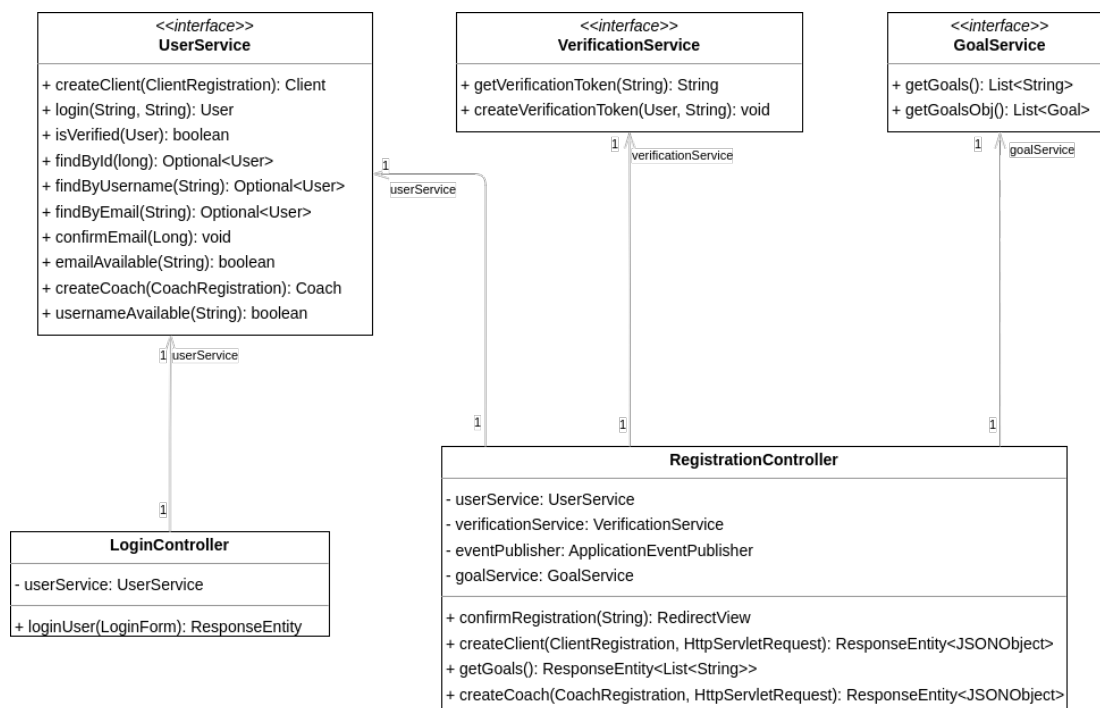 <<interface>>
UserService
+ createClient(ClientRegistration): Client
+ login(String, String): User
+ isVerified(User): boolean
+ findById(long): Optional<User>
+ findByUsername(String): Optional<User>
+ findByEmail(String): Optional<User>
+ confirmEmail(Long): void
+ emailAvailable(String): boolean
+ createCoach(CoachRegistration): Coach
+ usernameAvailable(String): boolean
<<interface>>
VerificationService
+ getVerificationToken(String): String
+ createVerificationToken(User, String): void
<<interface>>
GoalService
+ getGoals(): List<String>
+ getGoalsObj(): List<Goal>
1
userService
1
verificationService
1
goalService
1 userService
1
1
1
1
LoginController
- userService: UserService
+ loginUser(LoginForm): ResponseEntity
RegistrationController
- userService: UserService
- verificationService: VerificationService
- eventPublisher: ApplicationEventPublisher
- goalService: GoalService
+ confirmRegistration(String): RedirectView
+ createClient(ClientRegistration, HttpServletRequest): ResponseEntity<JSONObject>
+ getGoals(): ResponseEntity<List<String>>
+ createCoach(CoachRegistration, HttpServletRequest): ResponseEntity<JSONObject>